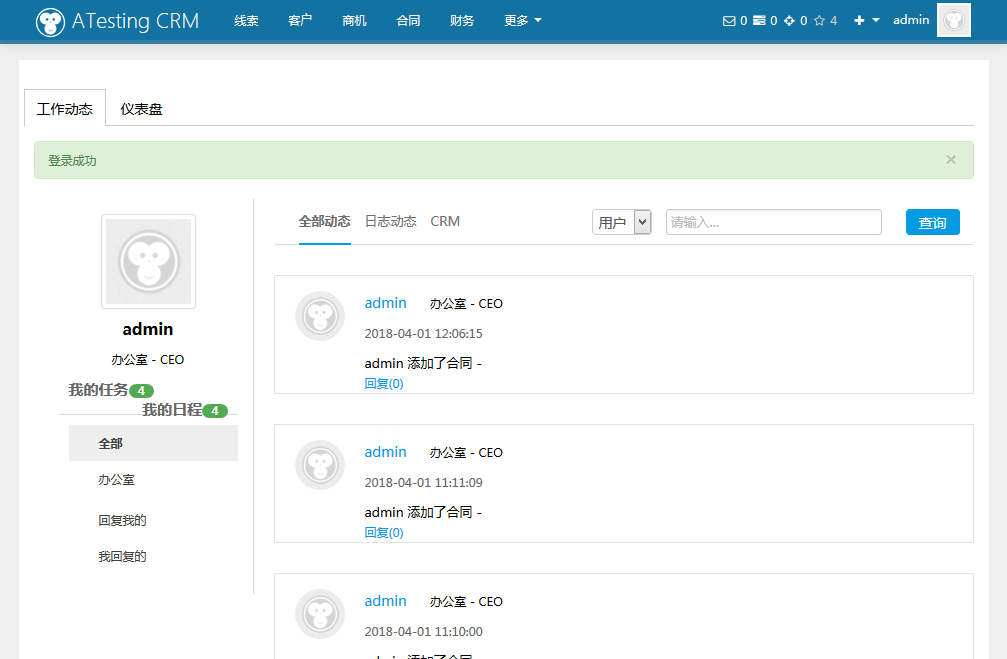 ATesting CRM 线索 客户 商机 合同 财务 更多 0 0 0 4 admin
工作动态 仪表盘
登录成功 ×
全部动态 日志动态 CRM 用户 请输入... 查询
admin
办公室 - CEO
我的任务 4
我的日程 4
全部
办公室
回复我的
我回复的
admin 办公室 - CEO
2018-04-01 12:06:15
admin 添加了合同 -
回复(0)
admin 办公室 - CEO
2018-04-01 11:11:09
admin 添加了合同 -
回复(0)
admin 办公室 - CEO
2018-04-01 11:10:00
admin 添加了合同